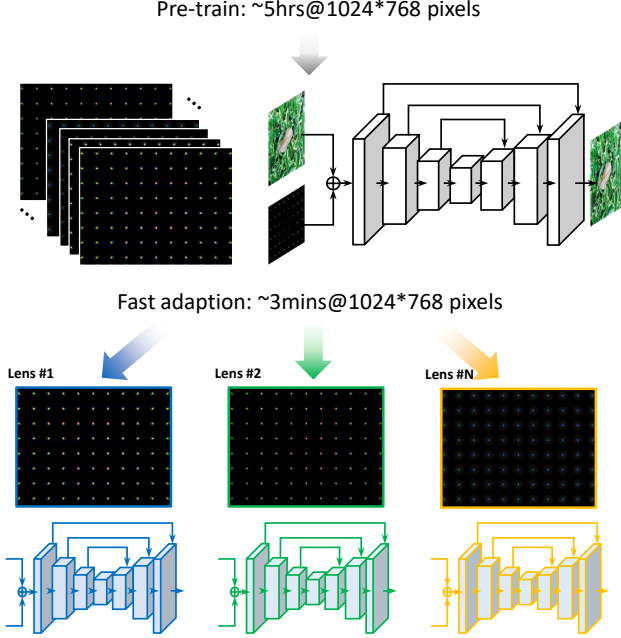 Pre-train: ~5hrs@1024*768 pixels
Fast adaption: ~3mins@1024*768 pixels
Lens #1
Lens #2
Lens #N